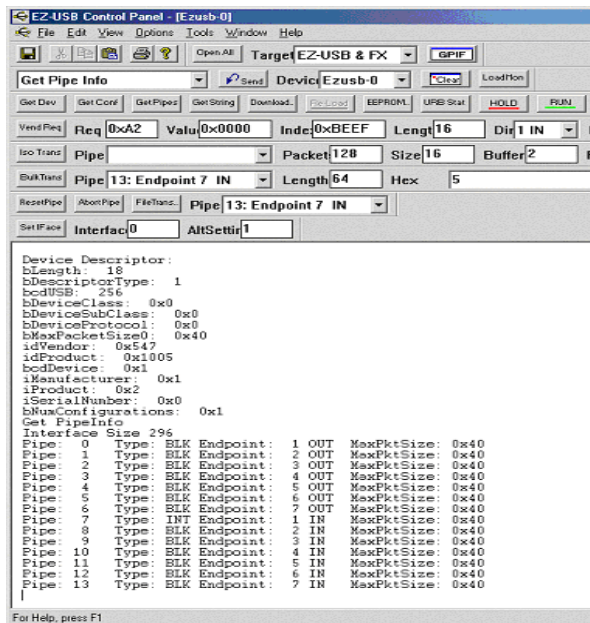 EZ-USB Control Panel - [Ezusb-0]
File Edit View Options Tools Window Help
Open All Target EZ-USB & FX GPIF
Get Pipe Info Send Devic Ezusb-0 Clear LoadMon
Get Dev Get Conf Get Pipes Get String Download.. Re-Load EEPROM.. URB Stat HOLD RUN
Vend Req Req 0xA2 Valu 0x0000 Inde: 0xBEEF Lengt 16 Dir 1 IN
Iso Trans Pipe Packet 128 Size 16 Buffer 2
Bulk Trans Pipe 13: Endpoint 7 IN Length 64 Hex 5
ResetPipe AbortPipe FileTrans.. Pipe 13: Endpoint 7 IN
Set IFace Interfac 0 AltSettir 1
Device Descriptor:
bLength: 18
bDescriptorType: 1
bcdUSB: 256
bDeviceClass: 0x0
bDeviceSubClass: 0x0
bDeviceProtocol: 0x0
bMaxPacketSize0: 0x40
idVendor: 0x547
idProduct: 0x1005
bcdDevice: 0x1
iManufacturer: 0x1
iProduct: 0x2
iSerialNumber: 0x0
bNumConfigurations: 0x1
Get PipeInfo
Interface Size 296
Pipe: 0 Type: BLK Endpoint: 1 OUT MaxPktSize: 0x40
Pipe: 1 Type: BLK Endpoint: 2 OUT MaxPktSize: 0x40
Pipe: 2 Type: BLK Endpoint: 3 OUT MaxPktSize: 0x40
Pipe: 3 Type: BLK Endpoint: 4 OUT MaxPktSize: 0x40
Pipe: 4 Type: BLK Endpoint: 5 OUT MaxPktSize: 0x40
Pipe: 5 Type: BLK Endpoint: 6 OUT MaxPktSize: 0x40
Pipe: 6 Type: BLK Endpoint: 7 OUT MaxPktSize: 0x40
Pipe: 7 Type: INT Endpoint: 1 IN MaxPktSize: 0x40
Pipe: 8 Type: BLK Endpoint: 2 IN MaxPktSize: 0x40
Pipe: 9 Type: BLK Endpoint: 3 IN MaxPktSize: 0x40
Pipe: 10 Type: BLK Endpoint: 4 IN MaxPktSize: 0x40
Pipe: 11 Type: BLK Endpoint: 5 IN MaxPktSize: 0x40
Pipe: 12 Type: BLK Endpoint: 6 IN MaxPktSize: 0x40
Pipe: 13 Type: BLK Endpoint: 7 IN MaxPktSize: 0x40
For Help, press F1